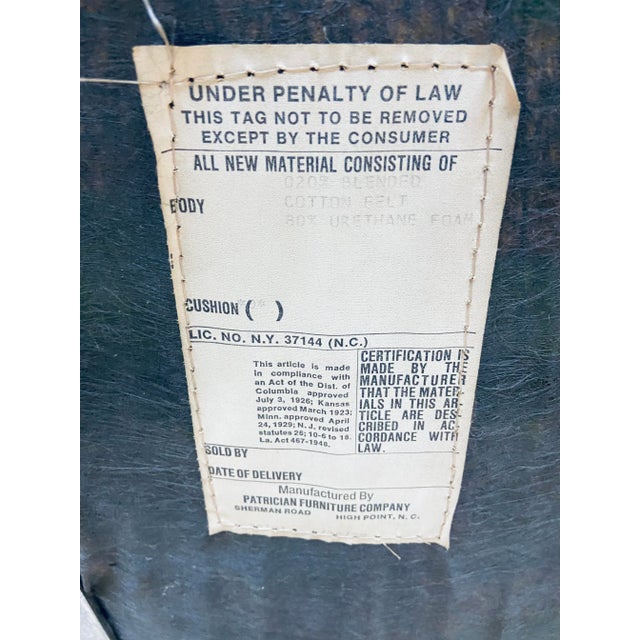 UNDER PENALTY OF LAW
THIS TAG NOT TO BE REMOVED
EXCEPT BY THE CONSUMER
ALL NEW MATERIAL CONSISTING OF
020% BLENDED
BODY COTTON FELT
80% URETHANE FOAM
CUSHION ( )
LIC. NO. N.Y. 37144 (N.C.)
This article is made
in compliance with
an Act of the Dist. of
Columbia approved
July 3, 1926; Kansas
approved March 1923;
Minn. approved April
24, 1929; N. J. revised
statutes 26; 10-6 to 18.
La. Act 467-1948.
CERTIFICATION IS
MADE BY THE
MANUFACTURER
THAT THE MATER-
IALS IN THIS AR-
TICLE ARE DES-
CRIBED IN AC-
CORDANCE WITH
LAW.
SOLD BY
DATE OF DELIVERY
Manufactured By
PATRICIAN FURNITURE COMPANY
SHERMAN ROAD HIGH POINT, N. C.